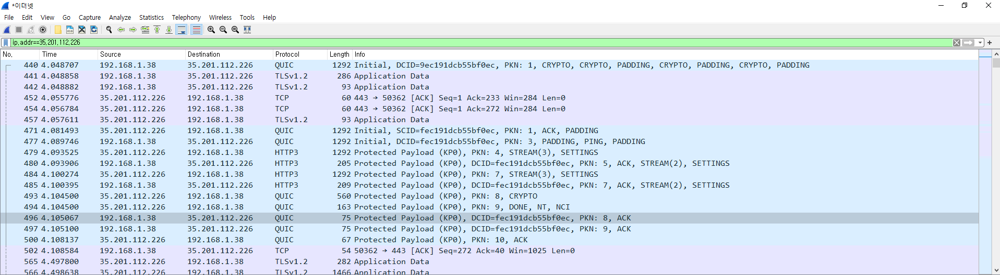 *이더넷
File Edit View Go Capture Analyze Statistics Telephony Wireless Tools Help
ip.addr==35.201.112.226
No. Time Source Destination Protocol Length Info
440 4.048707 192.168.1.38 35.201.112.226 QUIC 1292 Initial, DCID=9ec191dcb55bf0ec, PKN: 1, CRYPTO, CRYPTO, PADDING, CRYPTO, PADDING, CRYPTO, PADDING
441 4.048858 192.168.1.38 35.201.112.226 TLSv1.2 286 Application Data
442 4.048882 192.168.1.38 35.201.112.226 TLSv1.2 93 Application Data
452 4.055776 35.201.112.226 192.168.1.38 TCP 60 443 → 50362 [ACK] Seq=1 Ack=233 Win=284 Len=0
454 4.056784 35.201.112.226 192.168.1.38 TCP 60 443 → 50362 [ACK] Seq=1 Ack=272 Win=284 Len=0
457 4.057611 35.201.112.226 192.168.1.38 TLSv1.2 93 Application Data
471 4.081493 35.201.112.226 192.168.1.38 QUIC 1292 Initial, SCID=fec191dcb55bf0ec, PKN: 1, ACK, PADDING
477 4.089746 192.168.1.38 35.201.112.226 QUIC 1292 Initial, DCID=fec191dcb55bf0ec, PKN: 3, PADDING, PING, PADDING
479 4.093525 35.201.112.226 192.168.1.38 HTTP3 1292 Protected Payload (KP0), PKN: 4, STREAM(3), SETTINGS
480 4.093906 192.168.1.38 35.201.112.226 HTTP3 205 Protected Payload (KP0), DCID=fec191dcb55bf0ec, PKN: 5, ACK, STREAM(2), SETTINGS
484 4.100274 35.201.112.226 192.168.1.38 HTTP3 1292 Protected Payload (KP0), PKN: 7, STREAM(3), SETTINGS
485 4.100395 192.168.1.38 35.201.112.226 HTTP3 209 Protected Payload (KP0), DCID=fec191dcb55bf0ec, PKN: 7, ACK, STREAM(2), SETTINGS
493 4.104500 35.201.112.226 192.168.1.38 QUIC 560 Protected Payload (KP0), PKN: 8, CRYPTO
494 4.104500 35.201.112.226 192.168.1.38 QUIC 163 Protected Payload (KP0), PKN: 9, DONE, NT, NCI
496 4.105067 192.168.1.38 35.201.112.226 QUIC 75 Protected Payload (KP0), DCID=fec191dcb55bf0ec, PKN: 8, ACK
497 4.105100 192.168.1.38 35.201.112.226 QUIC 75 Protected Payload (KP0), DCID=fec191dcb55bf0ec, PKN: 9, ACK
500 4.108137 35.201.112.226 192.168.1.38 QUIC 67 Protected Payload (KP0), PKN: 10, ACK
502 4.108584 192.168.1.38 35.201.112.226 TCP 54 50362 → 443 [ACK] Seq=272 Ack=40 Win=1025 Len=0
565 4.497800 35.201.112.226 192.168.1.38 TLSv1.2 282 Application Data
566 4.498638 35.201.112.226 192.168.1.38 TLSv1.2 1466 Application Data